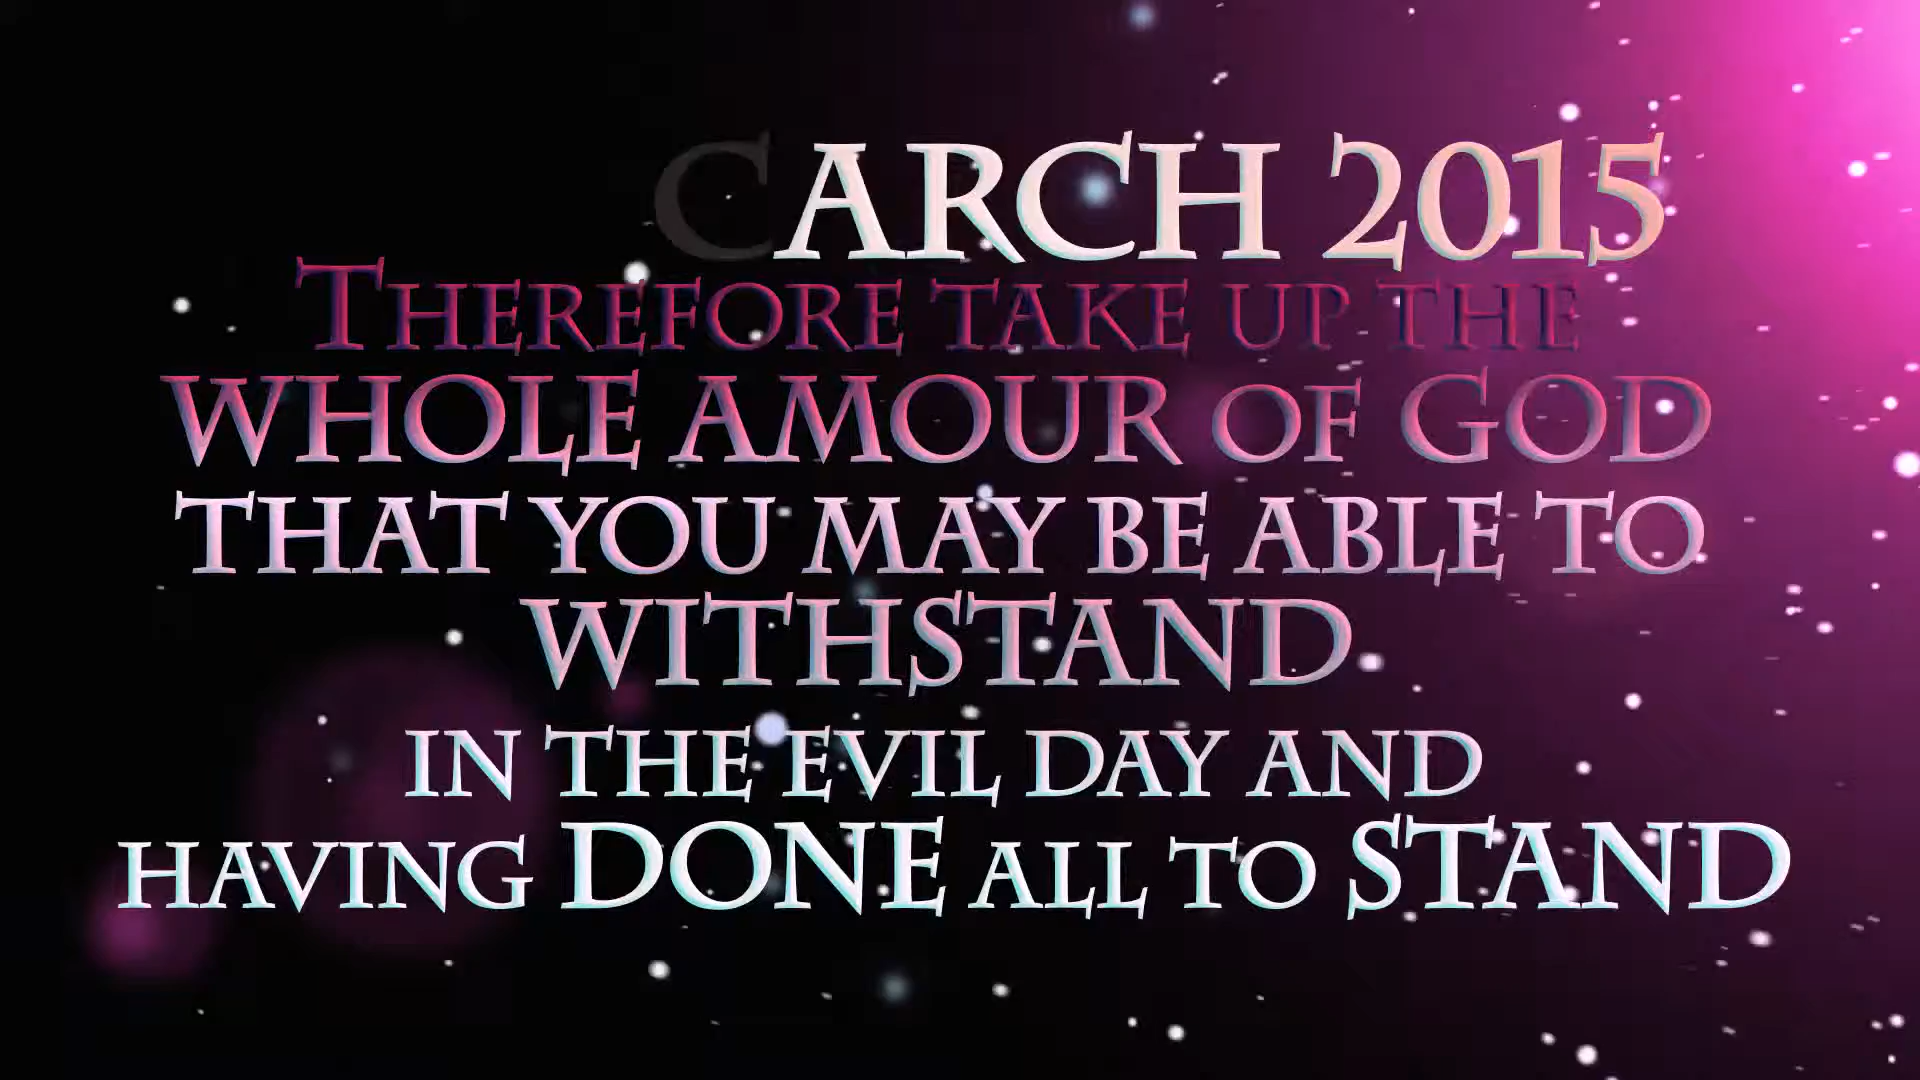 CARCH 2015
THEREFORE TAKE UP THE
WHOLE AMOUR OF GOD
THAT YOU MAY BE ABLE TO
WITHSTAND
IN THE EVIL DAY AND
HAVING DONE ALL TO STAND